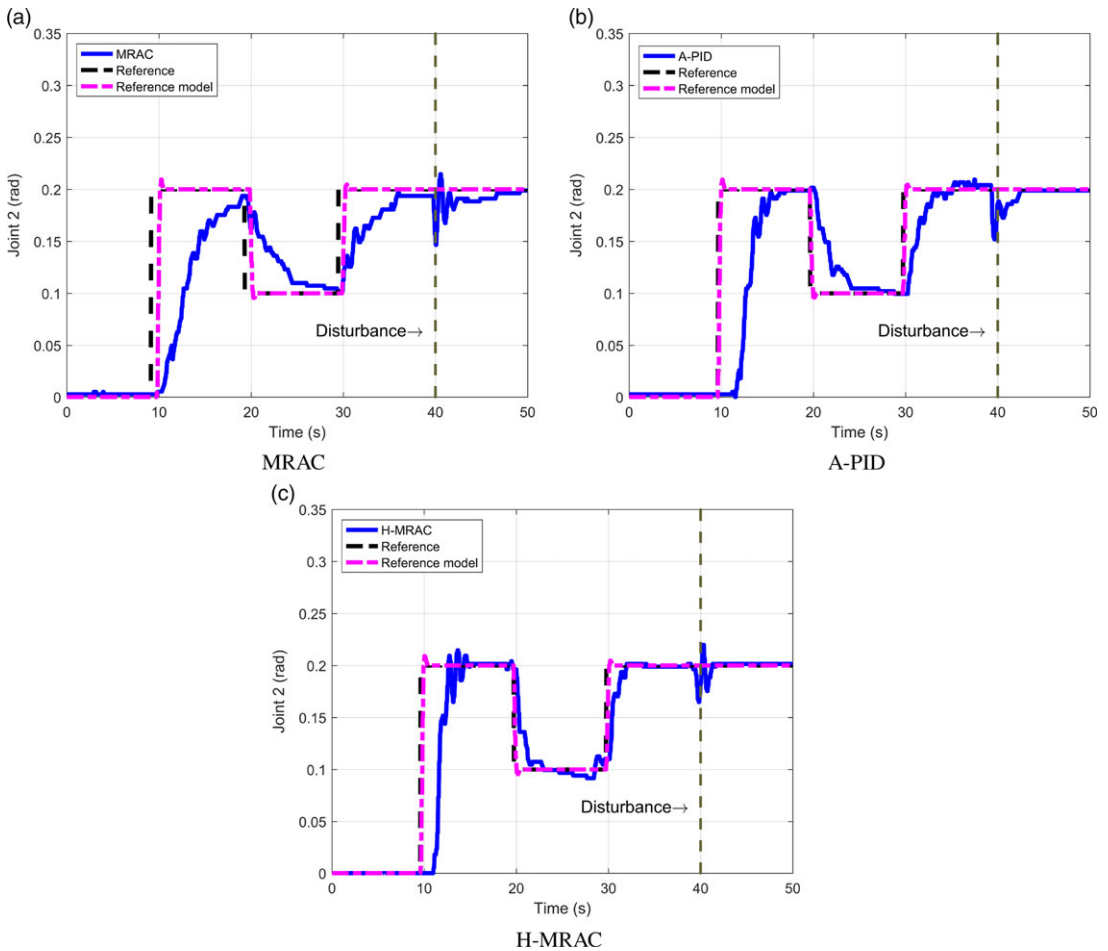 (a)
0.35
0.3
0.25
0.2
0.15
0.1
0.05
0
Joint 2 (rad)
MRAC
Reference
Reference model
Disturbance→
0 10 20 30 40 50
Time (s)
MRAC
(b)
0.35
0.3
0.25
0.2
0.15
0.1
0.05
0
Joint 2 (rad)
A-PID
Reference
Reference model
Disturbance→
0 10 20 30 40 50
Time (s)
A-PID
(c)
0.35
0.3
0.25
0.2
0.15
0.1
0.05
0
Joint 2 (rad)
H-MRAC
Reference
Reference model
Disturbance→
0 10 20 30 40 50
Time (s)
H-MRAC